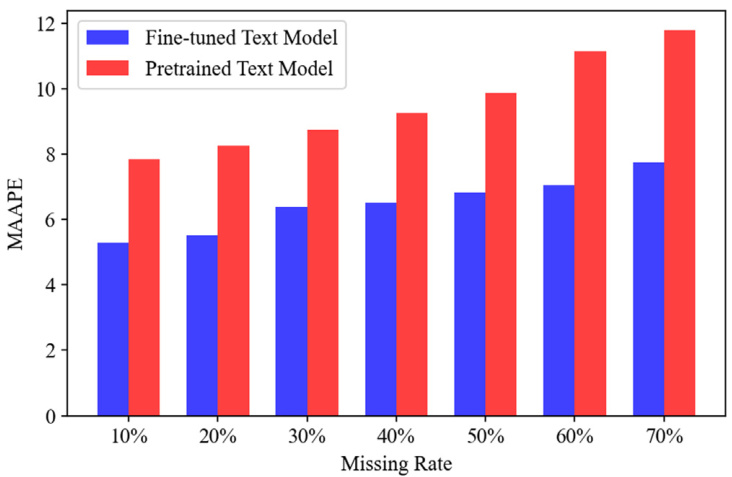 12
10
8
6
4
2
0
MAAPE
Fine-tuned Text Model
Pretrained Text Model
10% 20% 30% 40% 50% 60% 70%
Missing Rate